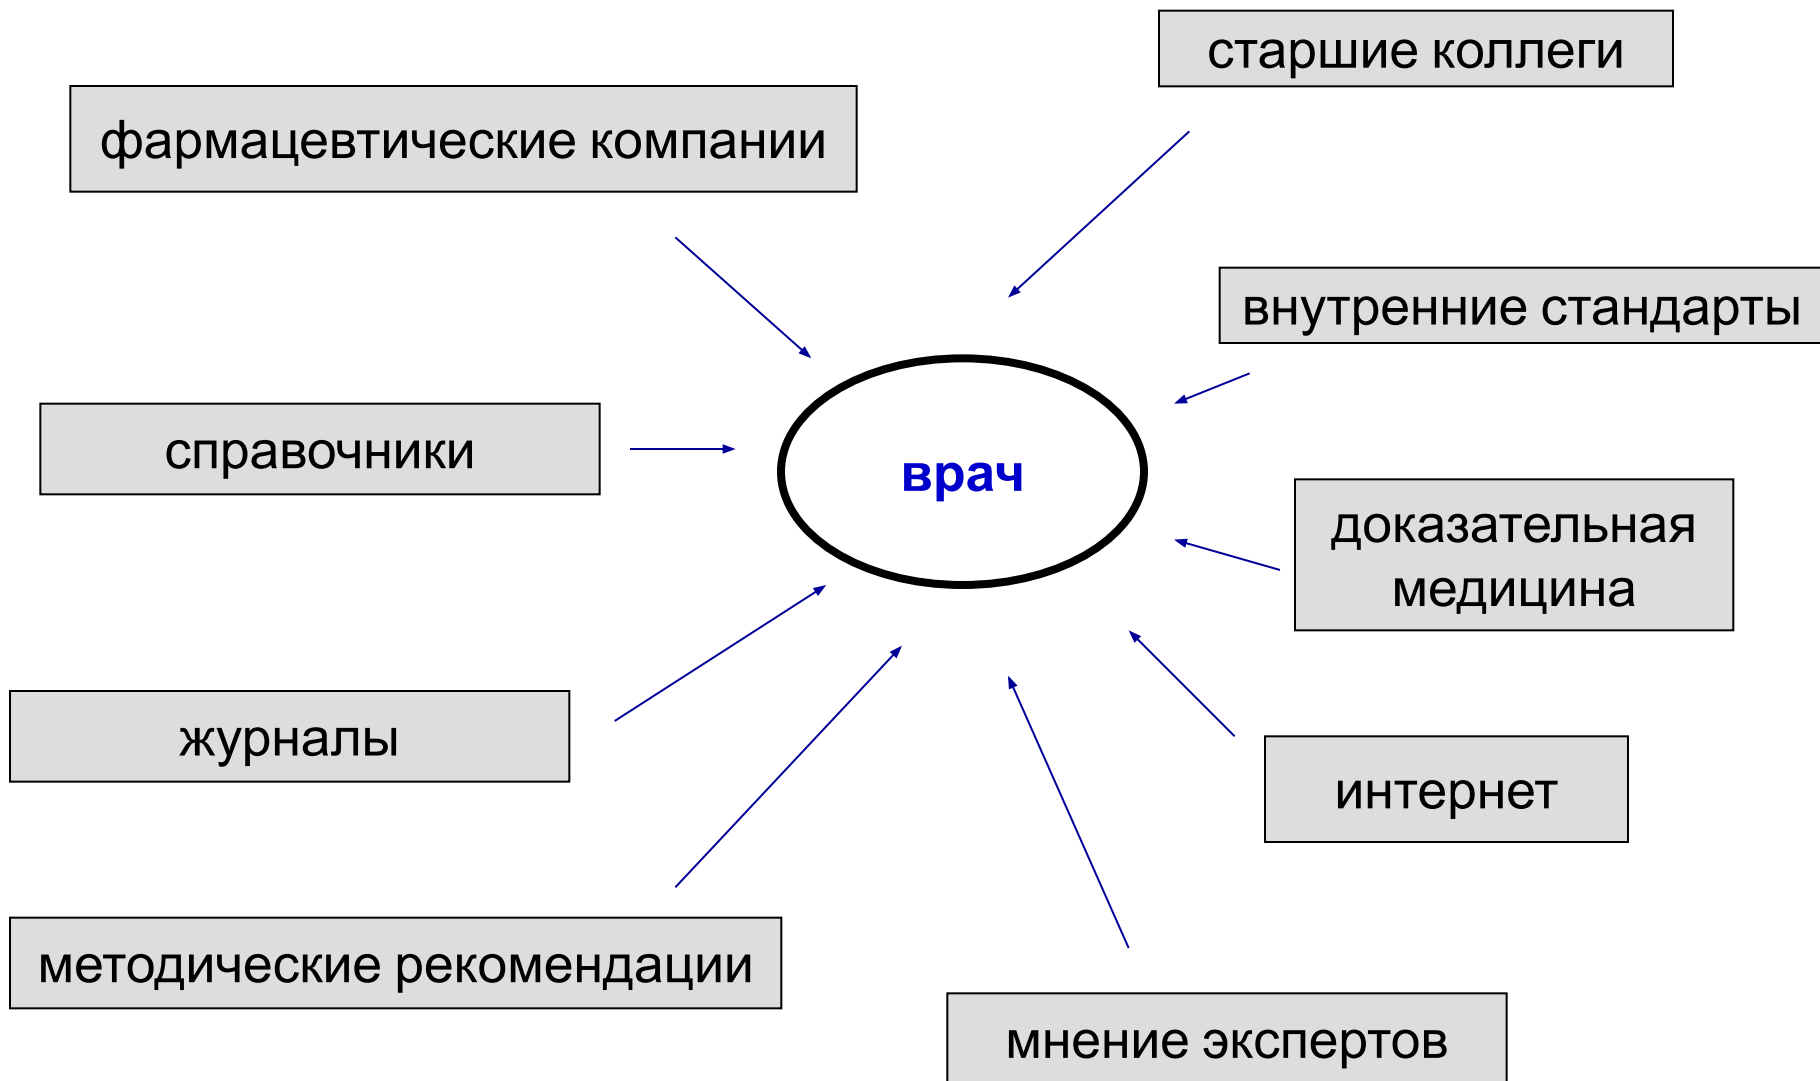 старшие коллеги
фармацевтические компании
внутренние стандарты
справочники
врач
доказательная
медицина
журналы
интернет
методические рекомендации
мнение экспертов